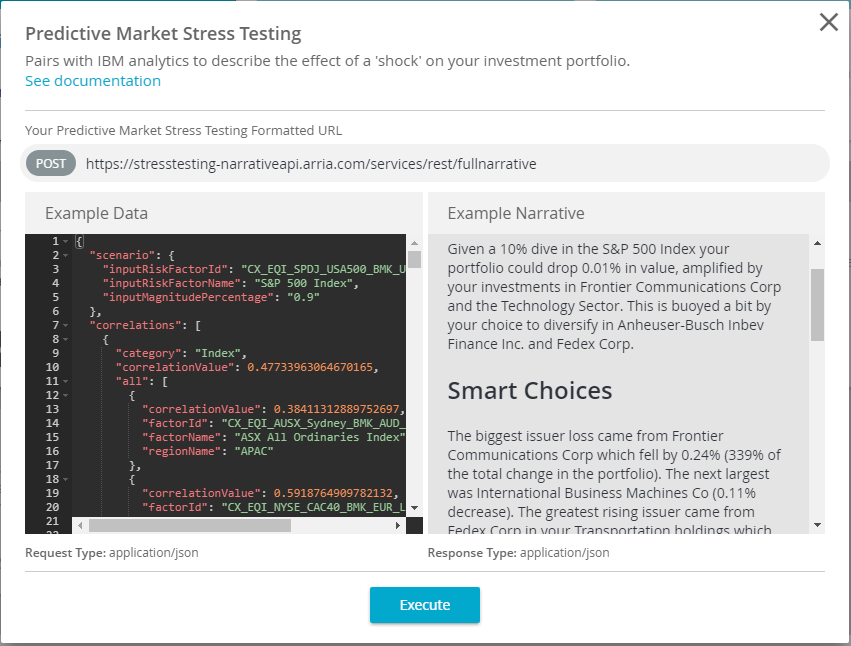 Predictive Market Stress Testing
Pairs with IBM analytics to describe the effect of a 'shock' on your investment portfolio.
See documentation
Your Predictive Market Stress Testing Formatted URL
POST https://stresstesting-narrativeapi.arria.com/services/rest/fullnarrative
Example Data
1 {
2 "scenario": {
3 "inputRiskFactorId": "CX_EQI_SPDJ_USA500_BMK_U
4 "inputRiskFactorName": "S&P 500 Index",
5 "inputMagnitudePercentage": "0.9"
6 },
7 "correlations": [
8 {
9 "category": "Index",
10 "correlationValue": 0.47733963064670165,
11 "all": [
12 {
13 "correlationValue": 0.38411312889752697,
14 "factorId": "CX_EQI_AUSX_Sydney_BMK_AUD_
15 "factorName": "ASX All Ordinaries Index"
16 "regionName": "APAC"
17 },
18 {
19 "correlationValue": 0.5918764909782132,
20 "factorId": "CX_EQI_NYSE_CAC40_BMK_EUR_L
21
22
Request Type: application/json
Example Narrative
Given a 10% dive in the S&P 500 Index your
portfolio could drop 0.01% in value, amplified by
your investments in Frontier Communications Corp
and the Technology Sector. This is buoyed a bit by
your choice to diversify in Anheuser-Busch Inbev
Finance Inc. and Fedex Corp.
Smart Choices
The biggest issuer loss came from Frontier
Communications Corp which fell by 0.24% (339% of
the total change in the portfolio). The next largest
was International Business Machines Co (0.11%
decrease). The greatest rising issuer came from
Fedex Corp in your Transportation holdings which
Response Type: application/json
Execute